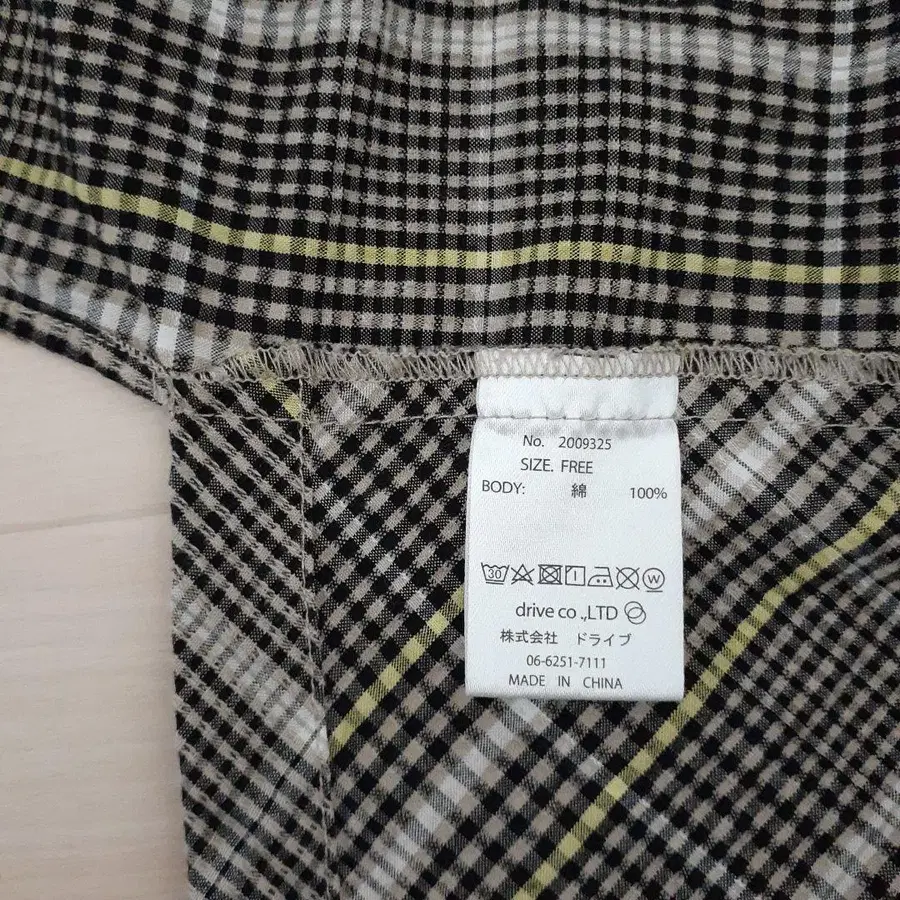 No. 2009325
SIZE. FREE
BODY: 綿 100%
30 W
drive co.,LTD
株式会社 ドライブ
06-6251-7111
MADE IN CHINA